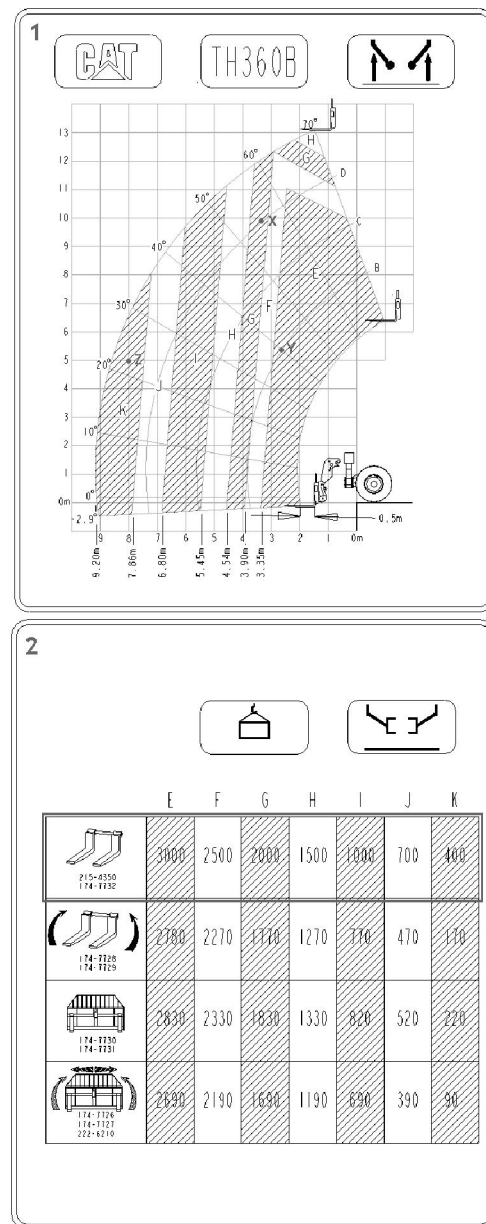 1
CAT
TH360B
70°
13
H
12
60°
G
11
D
50°
10
X
C
9
40°
E
8
B
7
30°
F
G
6
H
Y
5
Z
20°
I
4
J
K
3
10°
2
1
0m
0°
-2.9°
9 8 7 6 5 4 3 2 1 0m
0.5m
9.20m
7.86m
6.80m
5.45m
4.54m
3.90m
3.35m
2
E F G H I J K
3000 2500 2000 1500 1000 700 400
215-4350
174-7732
2780 2270 1770 1270 770 470 170
174-7728
174-7729
2830 2330 1830 1330 820 520 220
174-7730
174-7731
2690 2190 1690 1190 690 390 90
174-7726
174-7727
222-6210